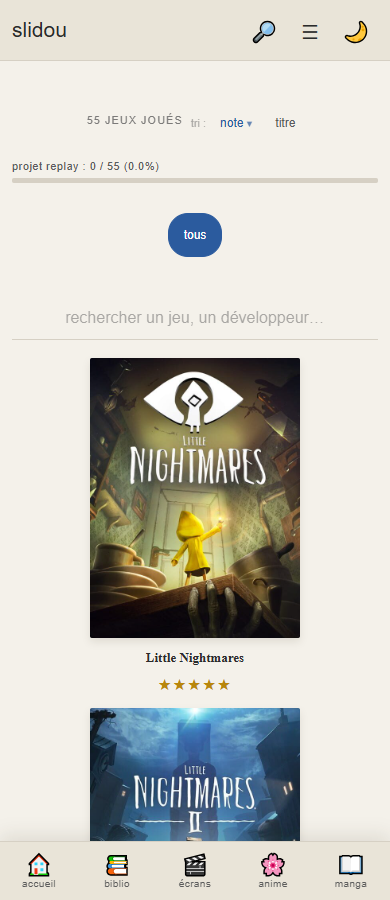 slidou
55 JEUX JOUÉS tri : note ▾ titre
projet replay : 0 / 55 (0.0%)
tous
rechercher un jeu, un développeur…
LITTLE
NIGHTMARES
Little Nightmares
★★★★★
LITTLE
NIGHTMARES
II
accueil biblio écrans anime manga